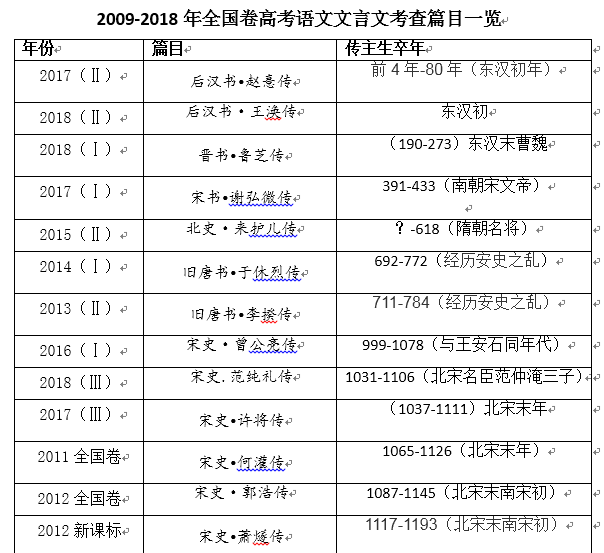 2009-2018 年全国卷高考语文文言文考查篇目一览
年份 篇目 传主生卒年
2017（Ⅱ） 后汉书•赵憙传 前 4 年-80 年（东汉初年）
2018（Ⅱ） 后汉书·王涣传 东汉初
2018（Ⅰ） 晋书•鲁芝传 （190-273）东汉末曹魏
2017（Ⅰ） 宋书•谢弘微传 391-433（南朝宋文帝）
2015（Ⅱ） 北史·来护儿传 ？-618（隋朝名将）
2014（Ⅰ） 旧唐书•于休烈传 692-772（经历安史之乱）
2013（Ⅱ） 旧唐书•李揆传 711-784（经历安史之乱）
2016（Ⅰ） 宋史·曾公亮传 999-1078（与王安石同年代）
2018（Ⅲ） 宋史.范纯礼传 1031-1106（北宋名臣范仲淹三子）
2017（Ⅲ） 宋史•许将传 （1037-1111）北宋末年
2011 全国卷 宋史•何灌传 1065-1126（北宋末年）
2012 全国卷 宋史·郭浩传 1087-1145（北宋末南宋初）
2012 新课标 宋史•萧燧传 1117-1193（北宋末南宋初）